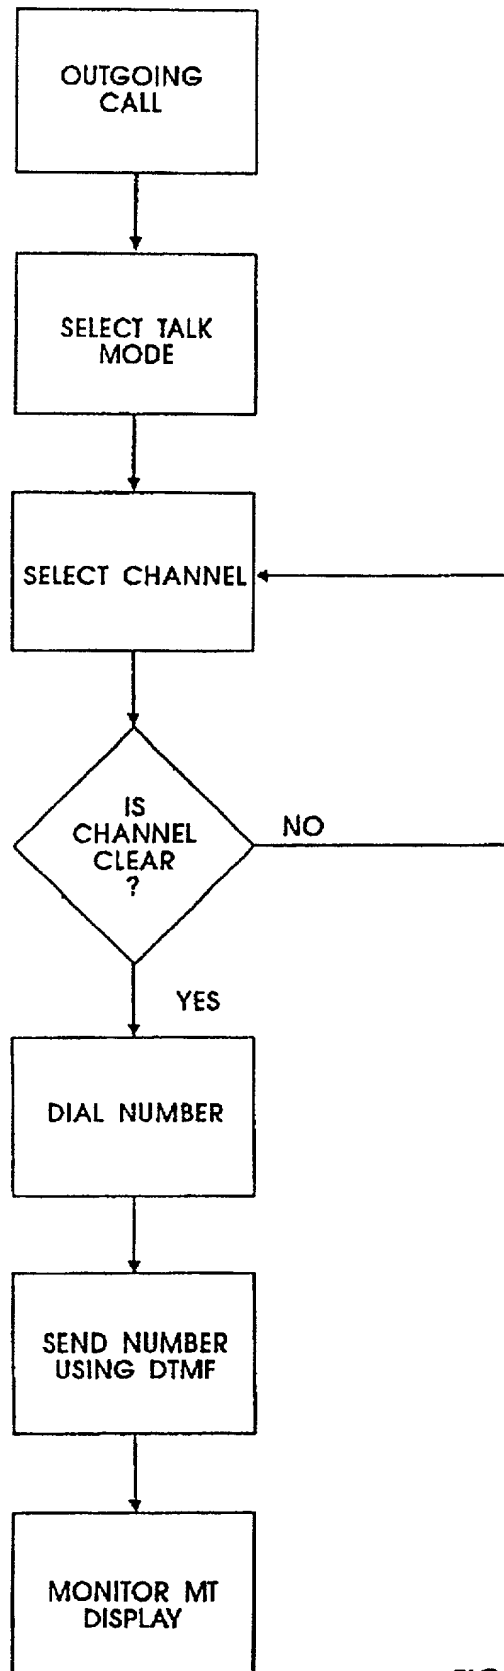 OUTGOING
CALL
SELECT TALK
MODE
SELECT CHANNEL
IS
CHANNEL
CLEAR
?
NO
YES
DIAL NUMBER
SEND NUMBER
USING DTMF
MONITOR MT
DISPLAY